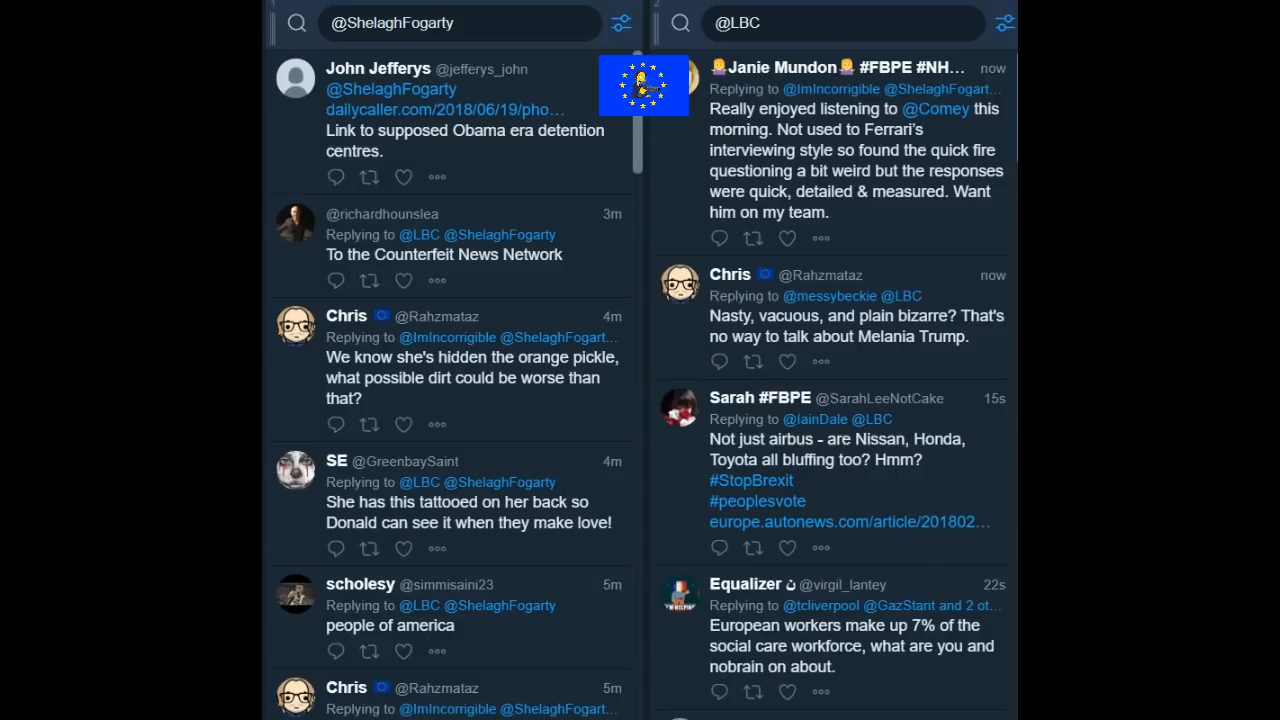 1
@ShelaghFogarty
John Jefferys @jefferys_john
@ShelaghFogarty
dailycaller.com/2018/06/19/pho…
Link to supposed Obama era detention
centres.
@richardhounslea 3m
Replying to @LBC @ShelaghFogarty
To the Counterfeit News Network
Chris @Rahzmataz 4m
Replying to @ImIncorrigible @ShelaghFogart…
We know she's hidden the orange pickle,
what possible dirt could be worse than
that?
SE @GreenbaySaint 4m
Replying to @LBC @ShelaghFogarty
She has this tattooed on her back so
Donald can see it when they make love!
scholesy @simmisaini23 5m
Replying to @LBC @ShelaghFogarty
people of america
Chris @Rahzmataz 5m
Replying to @ImIncorrigible @ShelaghFogart…
2
@LBC
Janie Mundon #FBPE #NH… now
Replying to @ImIncorrigible @ShelaghFogart…
Really enjoyed listening to @Comey this
morning. Not used to Ferrari's
interviewing style so found the quick fire
questioning a bit weird but the responses
were quick, detailed & measured. Want
him on my team.
Chris @Rahzmataz now
Replying to @messybeckie @LBC
Nasty, vacuous, and plain bizarre? That's
no way to talk about Melania Trump.
Sarah #FBPE @SarahLeeNotCake 15s
Replying to @IainDale @LBC
Not just airbus - are Nissan, Honda,
Toyota all bluffing too? Hmm?
#StopBrexit
#peoplesvote
europe.autonews.com/article/201802…
Equalizer ن @virgil_lantey 22s
Replying to @tcliverpool @GazStant and 2 ot…
European workers make up 7% of the
social care workforce, what are you and
nobrain on about.